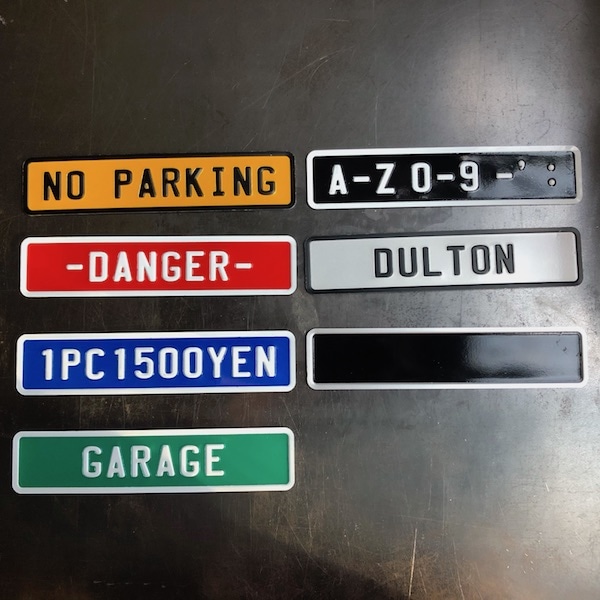 NO PARKING
A-Z 0-9 -' :
-DANGER-
DULTON
1PC1500YEN
GARAGE